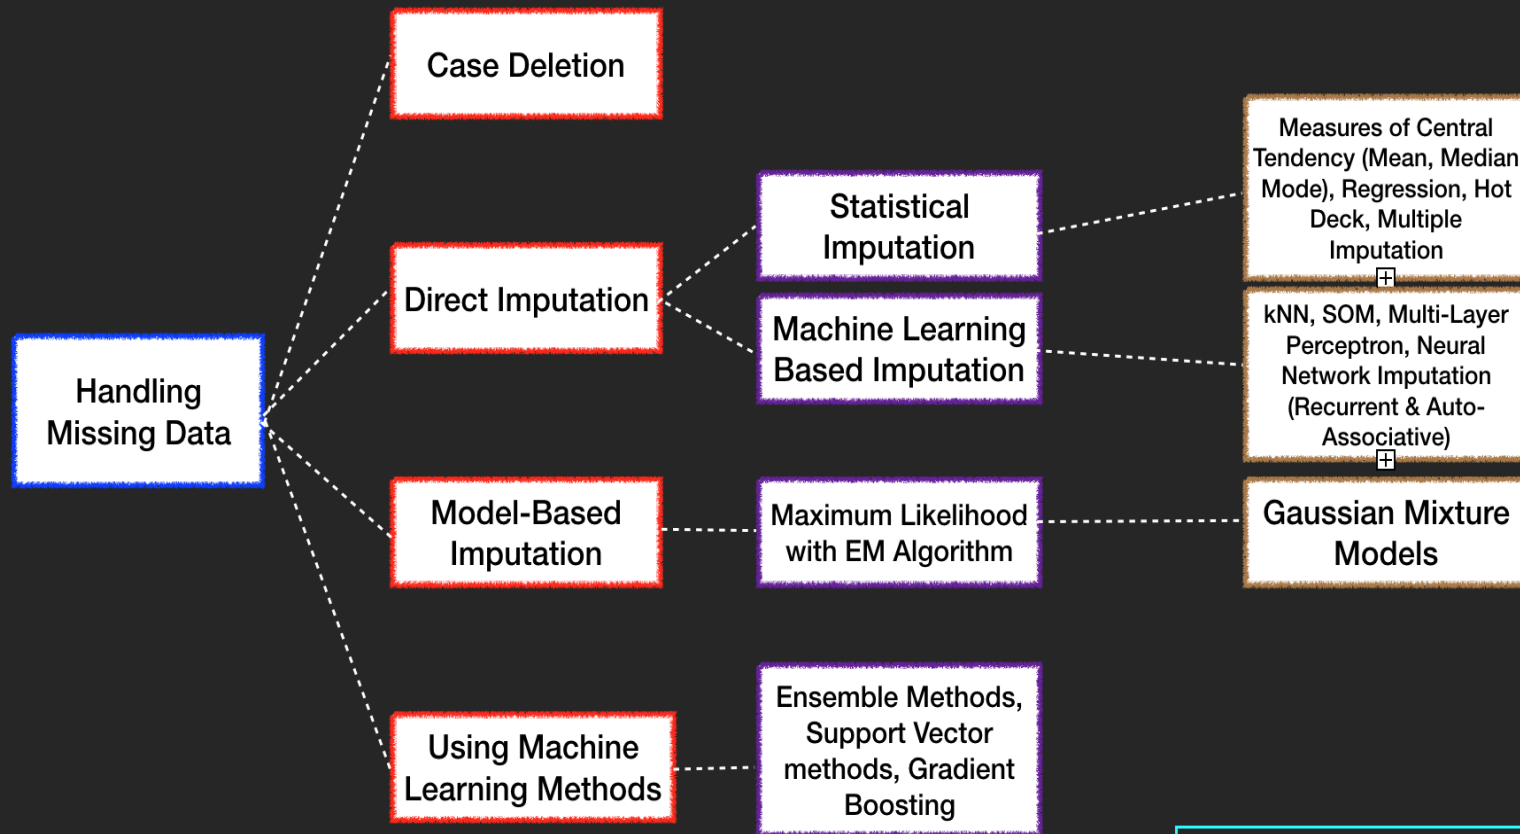 Case Deletion
Measures of Central
Tendency (Mean, Median
Mode), Regression, Hot
Deck, Multiple
Imputation
Statistical
Imputation
Direct Imputation
Machine Learning
Based Imputation
kNN, SOM, Multi-Layer
Perceptron, Neural
Network Imputation
(Recurrent & Auto-
Associative)
Handling
Missing Data
Model-Based
Imputation
Maximum Likelihood
with EM Algorithm
Gaussian Mixture
Models
Using Machine
Learning Methods
Ensemble Methods,
Support Vector
methods, Gradient
Boosting